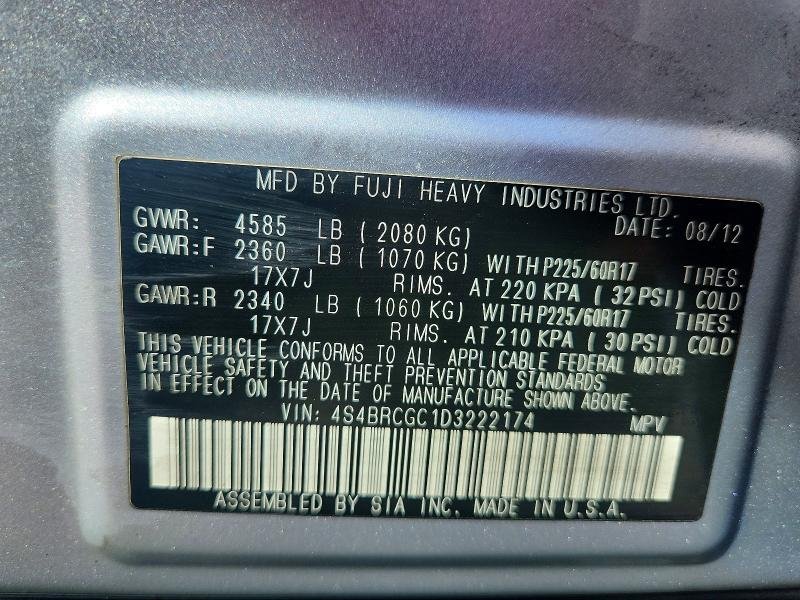 MFD BY FUJI HEAVY INDUSTRIES LTD.
GVWR: 4585 LB ( 2080 KG) DATE: 08/12
GAWR:F 2360 LB ( 1070 KG) WITH P225/60R17 TIRES.
17X7J RIMS. AT 220 KPA ( 32 PSI) COLD
GAWR:R 2340 LB ( 1060 KG) WITH P225/60R17 TIRES.
17X7J RIMS. AT 210 KPA ( 30 PSI) COLD
THIS VEHICLE CONFORMS TO ALL APPLICABLE FEDERAL MOTOR
VEHICLE SAFETY AND THEFT PREVENTION STANDARDS
IN EFFECT ON THE DATE OF MANUFACTURE SHOWN ABOVE.
VIN: 4S4BRCGC1D3222174 MPV
ASSEMBLED BY SIA INC. MADE IN U.S.A.